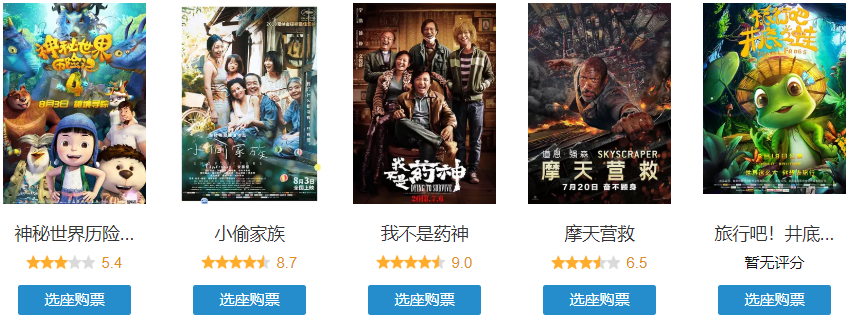 神秘世界
历险记
4
8月3日
小偷家族
8月3日
全国上映
我不是药神
DYING TO SURVIVE
2018.7.6
道恩·强森 SKYSCRAPER
摩天营救
7月20日 奋不顾身
旅行吧
井底之蛙
FROGS
神秘世界历险...
小偷家族
我不是药神
摩天营救
旅行吧！井底...
5.4
8.7
9.0
6.5
暂无评分
选座购票
选座购票
选座购票
选座购票
选座购票